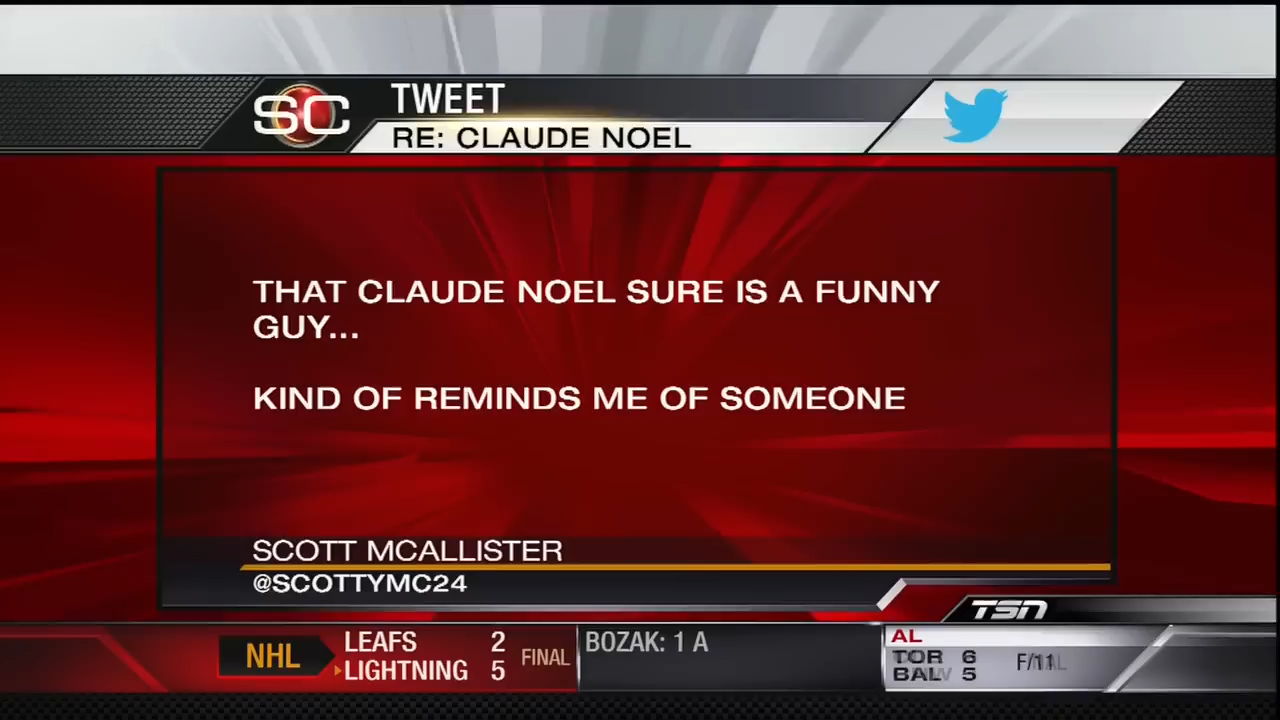 SC
TWEET
RE: CLAUDE NOEL
THAT CLAUDE NOEL SURE IS A FUNNY
GUY...
KIND OF REMINDS ME OF SOMEONE
SCOTT MCALLISTER
@SCOTTYMC24
TSN
NHL
LEAFS 2
LIGHTNING 5
FINAL
BOZAK: 1 A
AL
TOR 6
BAL 5
F/11